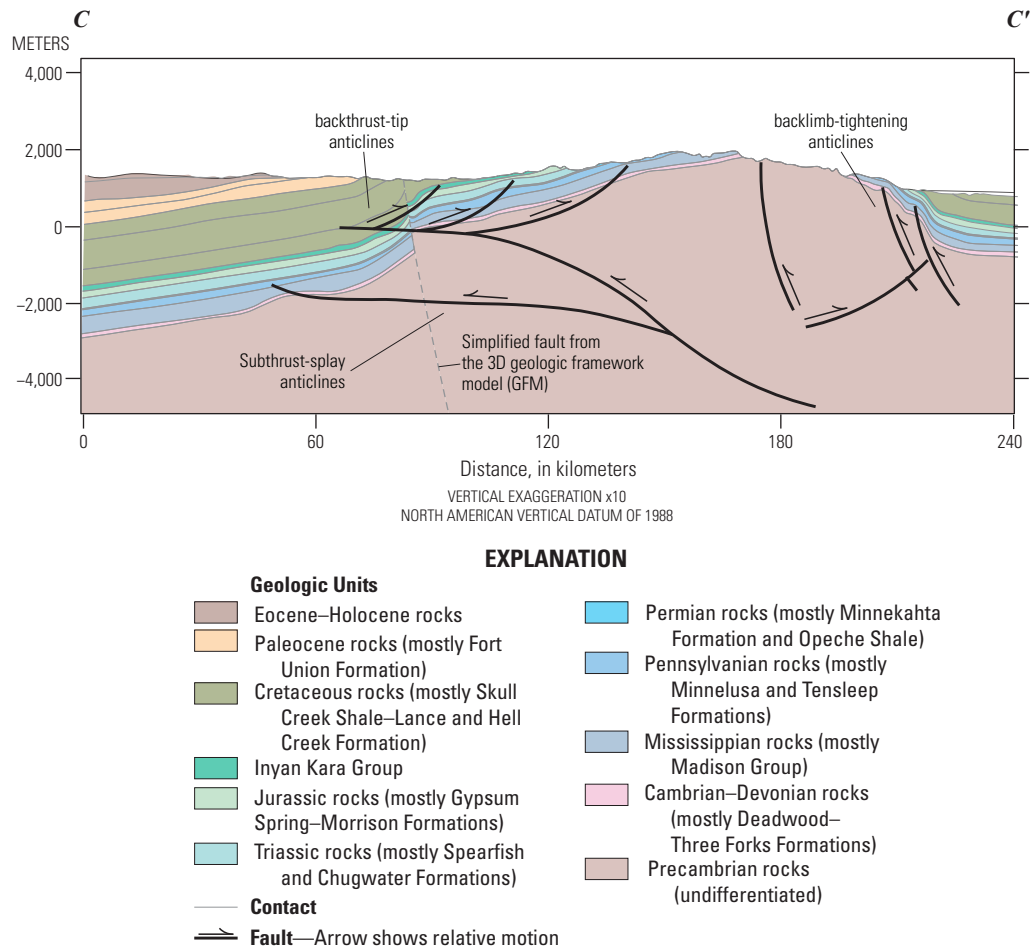 C
C'
METERS
4,000
2,000
0
−2,000
−4,000
backthrust-tip
anticlines
backlimb-tightening
anticlines
Subthrust-splay
anticlines
Simplified fault from
the 3D geologic framework
model (GFM)
0
60
120
180
240
Distance, in kilometers
VERTICAL EXAGGERATION x10
NORTH AMERICAN VERTICAL DATUM OF 1988
EXPLANATION
Geologic Units
Eocene–Holocene rocks
Paleocene rocks (mostly Fort
Union Formation)
Cretaceous rocks (mostly Skull
Creek Shale–Lance and Hell
Creek Formation)
Inyan Kara Group
Jurassic rocks (mostly Gypsum
Spring–Morrison Formations)
Triassic rocks (mostly Spearfish
and Chugwater Formations)
Contact
Fault—Arrow shows relative motion
Permian rocks (mostly Minnekahta
Formation and Opeche Shale)
Pennsylvanian rocks (mostly
Minnelusa and Tensleep
Formations)
Mississippian rocks (mostly
Madison Group)
Cambrian–Devonian rocks
(mostly Deadwood–
Three Forks Formations)
Precambrian rocks
(undifferentiated)